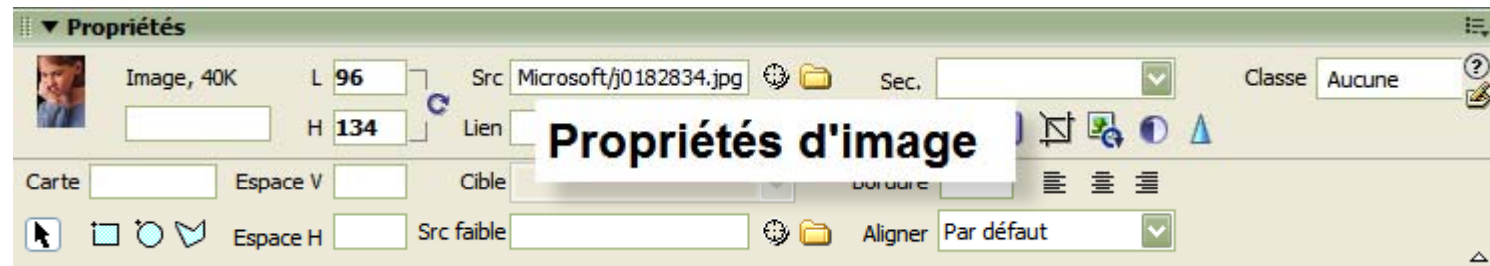 Propriétés
Image, 40K L 96 Src Microsoft/j0182834.jpg Sec. Classe Aucune
H 134 Lien
Propriétés d'image
Carte Espace V Cible Bordure
Espace H Src faible Aligner Par défaut